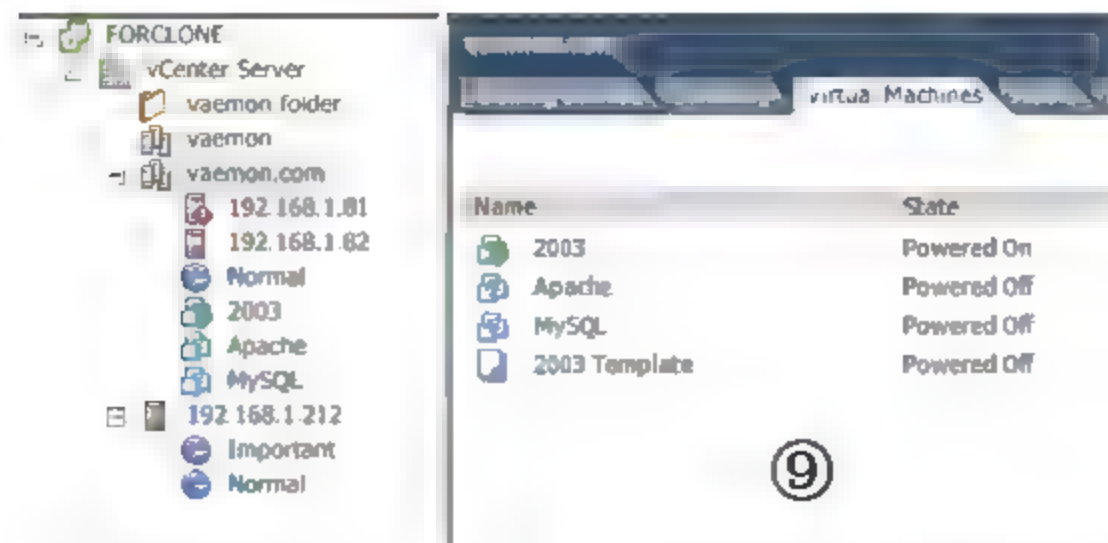 FORCLONE
vCenter Server
vaemon folder
vaemon
vaemon.com
192.168.1.81
192.168.1.82
Normal
2003
Apache
MySQL
192.168.1.212
Important
Normal
Virtual Machines
Name State
2003 Powered On
Apache Powered Off
MySQL Powered Off
2003 Template Powered Off
⑨